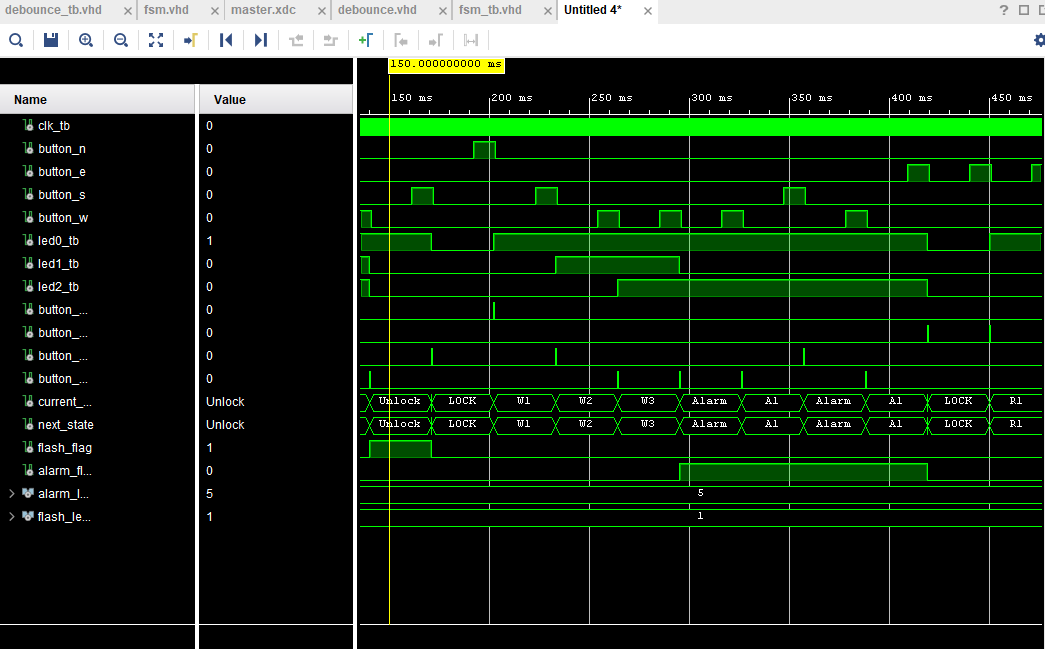 debounce_tb.vhd × fsm.vhd × master.xdc × debounce.vhd × fsm_tb.vhd × Untitled 4* × ?
150.000000000 ms
Name Value
150 ms 200 ms 250 ms 300 ms 350 ms 400 ms 450 ms
clk_tb 0
button_n 0
button_e 0
button_s 0
button_w 0
led0_tb 1
led1_tb 0
led2_tb 0
button_... 0
button_... 0
button_... 0
button_... 0
current_... Unlock Unlock LOCK W1 W2 W3 Alarm A1 Alarm A1 LOCK R1
next_state Unlock Unlock LOCK W1 W2 W3 Alarm A1 Alarm A1 LOCK R1
flash_flag 1
alarm_fl... 0
alarm_l... 5 5
flash_le... 1 1